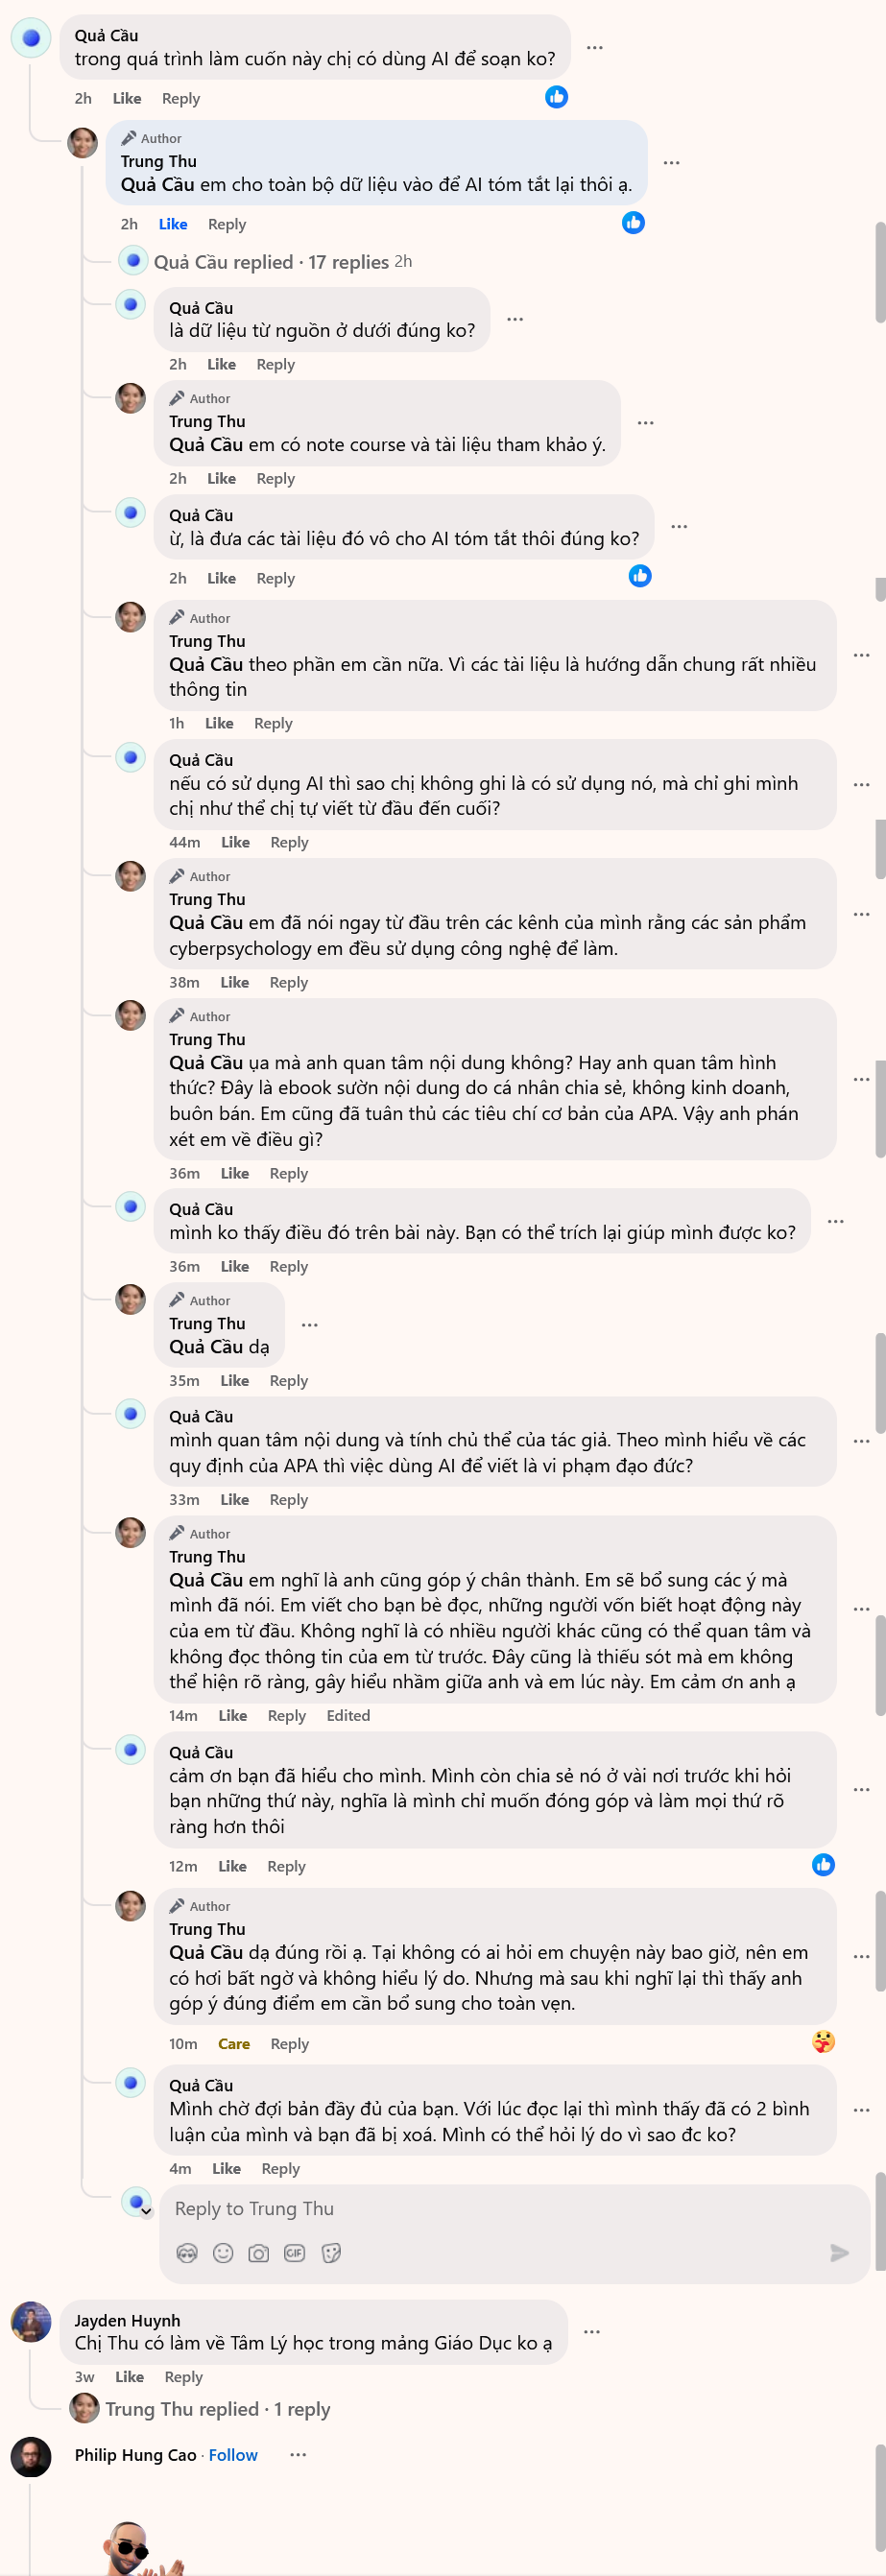 Quả Cầu
trong quá trình làm cuốn này chị có dùng AI để soạn ko?
2h Like Reply
Author
Trung Thu
Quả Cầu em cho toàn bộ dữ liệu vào để AI tóm tắt lại thôi ạ.
2h Like Reply
Quả Cầu replied · 17 replies 2h
Quả Cầu
là dữ liệu từ nguồn ở dưới đúng ko?
2h Like Reply
Author
Trung Thu
Quả Cầu em có note course và tài liệu tham khảo ý.
2h Like Reply
Quả Cầu
ừ, là đưa các tài liệu đó vô cho AI tóm tắt thôi đúng ko?
2h Like Reply
Author
Trung Thu
Quả Cầu theo phần em cần nữa. Vì các tài liệu là hướng dẫn chung rất nhiều
thông tin
1h Like Reply
Quả Cầu
nếu có sử dụng AI thì sao chị không ghi là có sử dụng nó, mà chỉ ghi mình
chị như thể chị tự viết từ đầu đến cuối?
44m Like Reply
Author
Trung Thu
Quả Cầu em đã nói ngay từ đầu trên các kênh của mình rằng các sản phẩm
cyberpsychology em đều sử dụng công nghệ để làm.
38m Like Reply
Author
Trung Thu
Quả Cầu ụa mà anh quan tâm nội dung không? Hay anh quan tâm hình
thức? Đây là ebook sườn nội dung do cá nhân chia sẻ, không kinh doanh,
buôn bán. Em cũng đã tuân thủ các tiêu chí cơ bản của APA. Vậy anh phán
xét em về điều gì?
36m Like Reply
Quả Cầu
mình ko thấy điều đó trên bài này. Bạn có thể trích lại giúp mình được ko?
36m Like Reply
Author
Trung Thu
Quả Cầu dạ
35m Like Reply
Quả Cầu
mình quan tâm nội dung và tính chủ thể của tác giả. Theo mình hiểu về các
quy định của APA thì việc dùng AI để viết là vi phạm đạo đức?
33m Like Reply
Author
Trung Thu
Quả Cầu em nghĩ là anh cũng góp ý chân thành. Em sẽ bổ sung các ý mà
mình đã nói. Em viết cho bạn bè đọc, những người vốn biết hoạt động này
của em từ đầu. Không nghĩ là có nhiều người khác cũng có thể quan tâm và
không đọc thông tin của em từ trước. Đây cũng là thiếu sót mà em không
thể hiện rõ ràng, gây hiểu nhầm giữa anh và em lúc này. Em cảm ơn anh ạ
14m Like Reply Edited
Quả Cầu
cảm ơn bạn đã hiểu cho mình. Mình còn chia sẻ nó ở vài nơi trước khi hỏi
bạn những thứ này, nghĩa là mình chỉ muốn đóng góp và làm mọi thứ rõ
ràng hơn thôi
12m Like Reply
Author
Trung Thu
Quả Cầu dạ đúng rồi ạ. Tại không có ai hỏi em chuyện này bao giờ, nên em
có hơi bất ngờ và không hiểu lý do. Nhưng mà sau khi nghĩ lại thì thấy anh
góp ý đúng điểm em cần bổ sung cho toàn vẹn.
10m Care Reply
Quả Cầu
Mình chờ đợi bản đầy đủ của bạn. Với lúc đọc lại thì mình thấy đã có 2 bình
luận của mình và bạn đã bị xoá. Mình có thể hỏi lý do vì sao đc ko?
4m Like Reply
Reply to Trung Thu
GIF
Jayden Huynh
Chị Thu có làm về Tâm Lý học trong mảng Giáo Dục ko ạ
3w Like Reply
Trung Thu replied · 1 reply
Philip Hung Cao · Follow